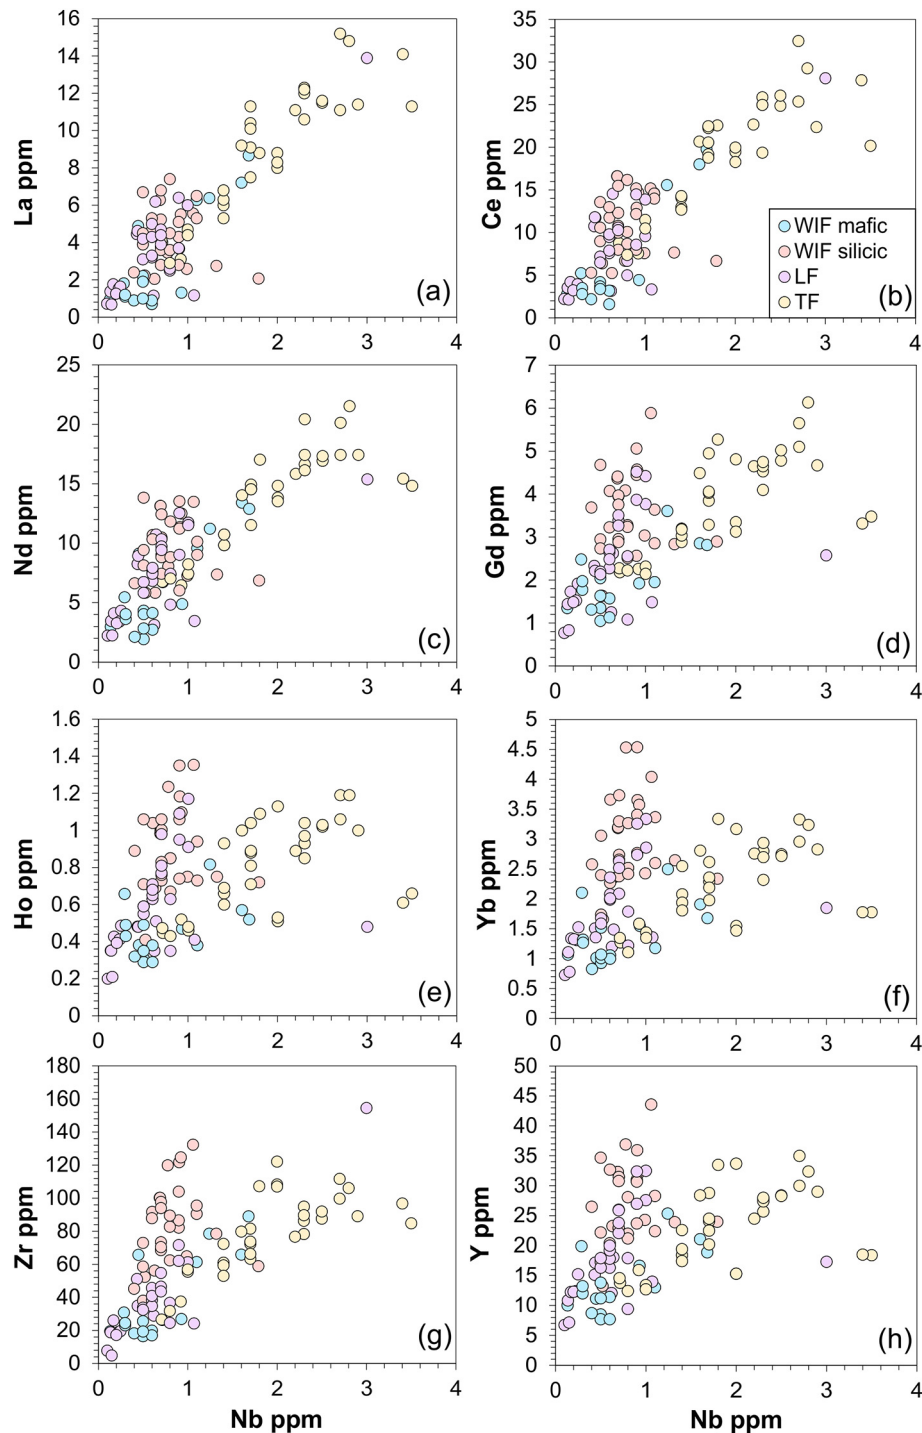 16
14
12
10
8
6
4
2
0
La ppm
(a)
0 1 2 3 4
35
30
25
20
15
10
5
0
Ce ppm
WIF mafic
WIF silicic
LF
TF
(b)
0 1 2 3 4
25
20
15
10
5
0
Nd ppm
(c)
0 1 2 3 4
7
6
5
4
3
2
1
0
Gd ppm
(d)
0 1 2 3 4
1.6
1.4
1.2
1
0.8
0.6
0.4
0.2
0
Ho ppm
(e)
0 1 2 3 4
5
4.5
4
3.5
3
2.5
2
1.5
1
0.5
0
Yb ppm
(f)
0 1 2 3 4
180
160
140
120
100
80
60
40
20
0
Zr ppm
(g)
0 1 2 3 4
Nb ppm
50
45
40
35
30
25
20
15
10
5
0
Y ppm
(h)
0 1 2 3 4
Nb ppm